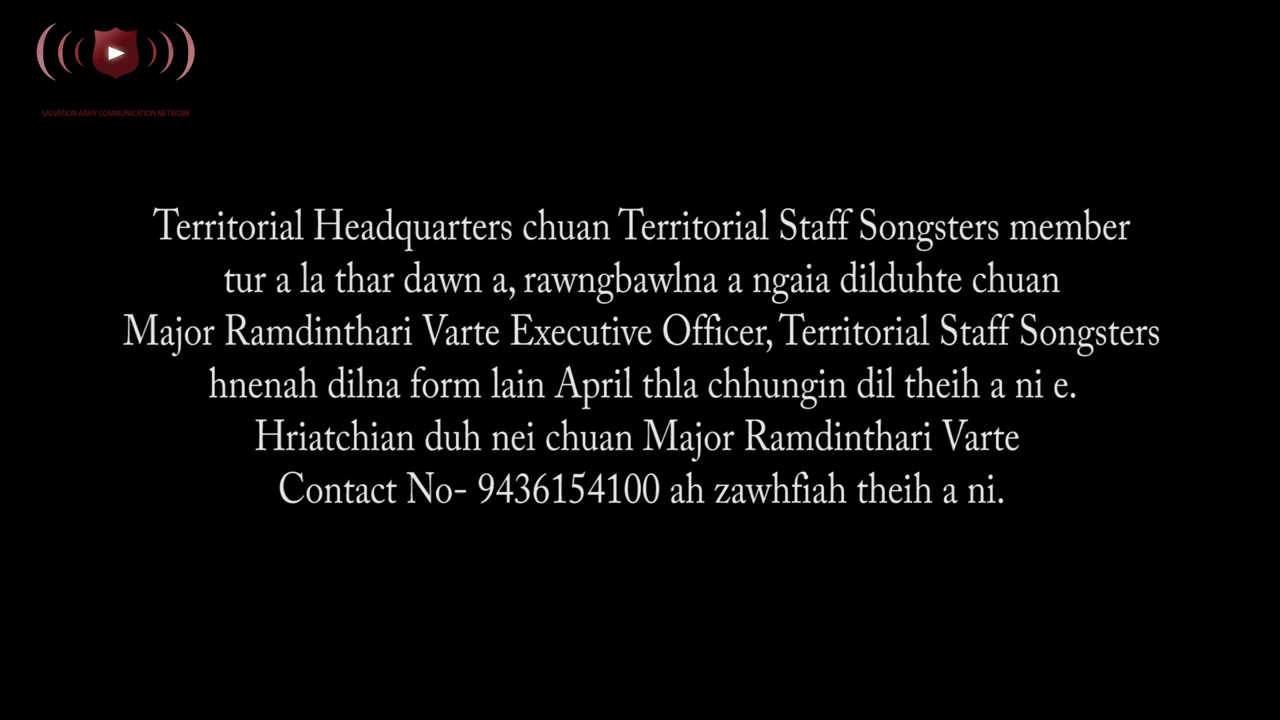 SALVATION ARMY COMMUNICATION NETWORK
Territorial Headquarters chuan Territorial Staff Songsters member
tur a la thar dawn a, rawngbawlna a ngaia dilduhte chuan
Major Ramdinthari Varte Executive Officer, Territorial Staff Songsters
hnenah dilna form lain April thla chhungin dil theih a ni e.
Hriatchian duh nei chuan Major Ramdinthari Varte
Contact No- 9436154100 ah zawhfiah theih a ni.